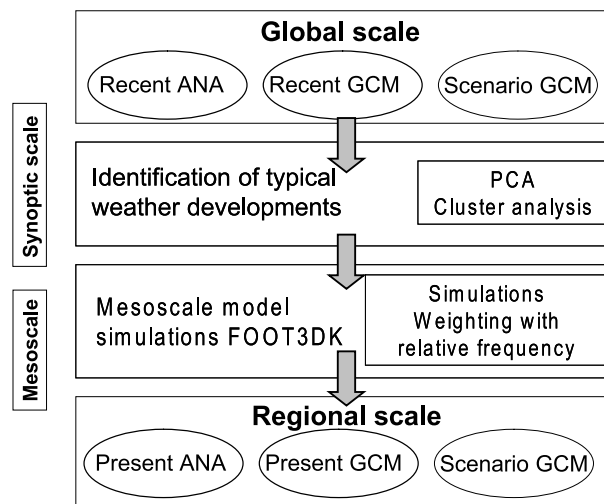 Global scale
Recent ANA
Recent GCM
Scenario GCM
Synoptic scale
Identification of typical
weather developments
PCA
Cluster analysis
Mesoscale
Mesoscale model
simulations FOOT3DK
Simulations
Weighting with
relative frequency
Regional scale
Present ANA
Present GCM
Scenario GCM